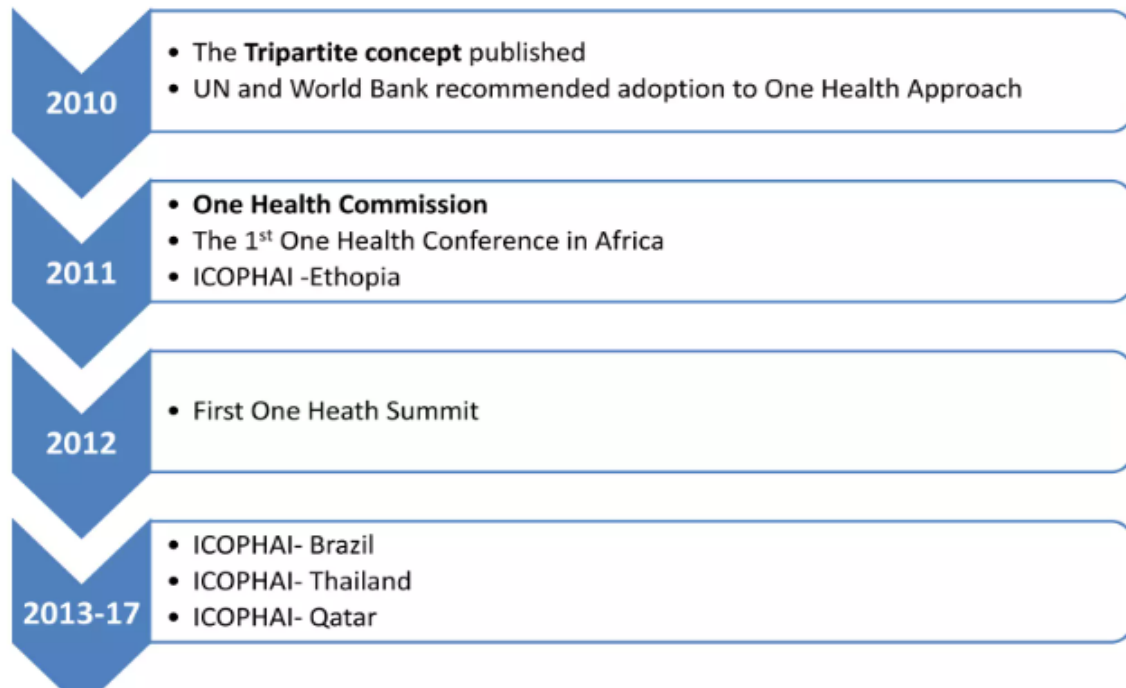 2010
• The Tripartite concept published
• UN and World Bank recommended adoption to One Health Approach
2011
• One Health Commission
• The 1st One Health Conference in Africa
• ICOPHAI -Ethopia
2012
• First One Heath Summit
2013-17
• ICOPHAI- Brazil
• ICOPHAI- Thailand
• ICOPHAI- Qatar